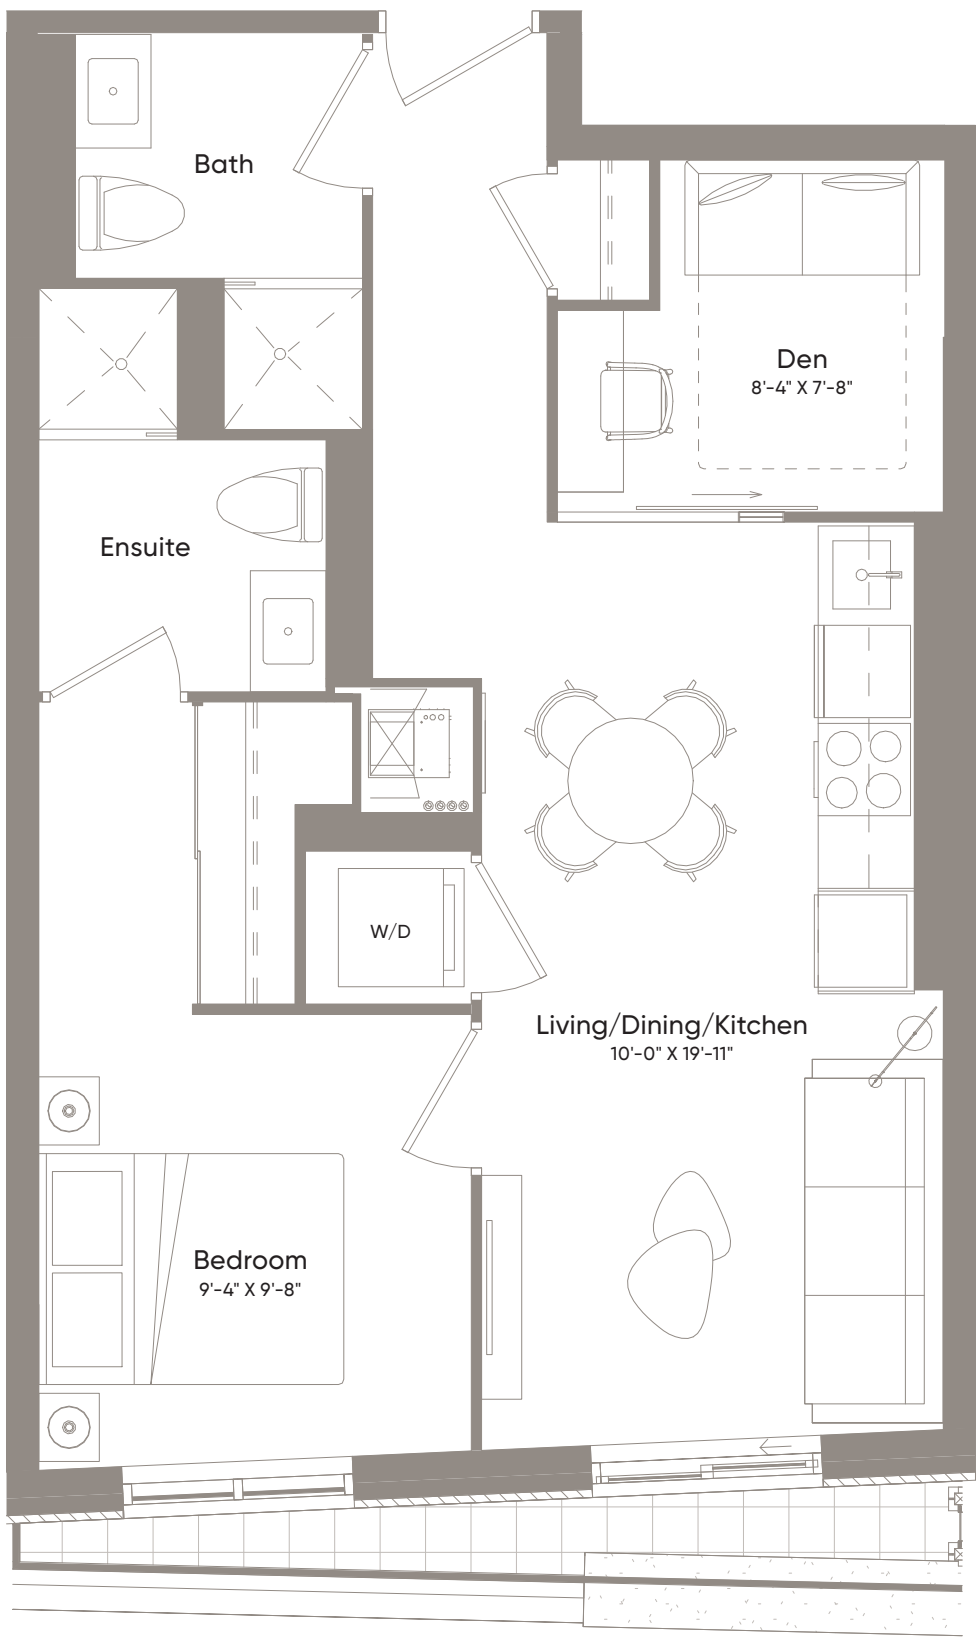 Bath
Den
8'-4" X 7'-8"
Ensuite
W/D
Living/Dining/Kitchen
10'-0" X 19'-11"
Bedroom
9'-4" X 9'-8"